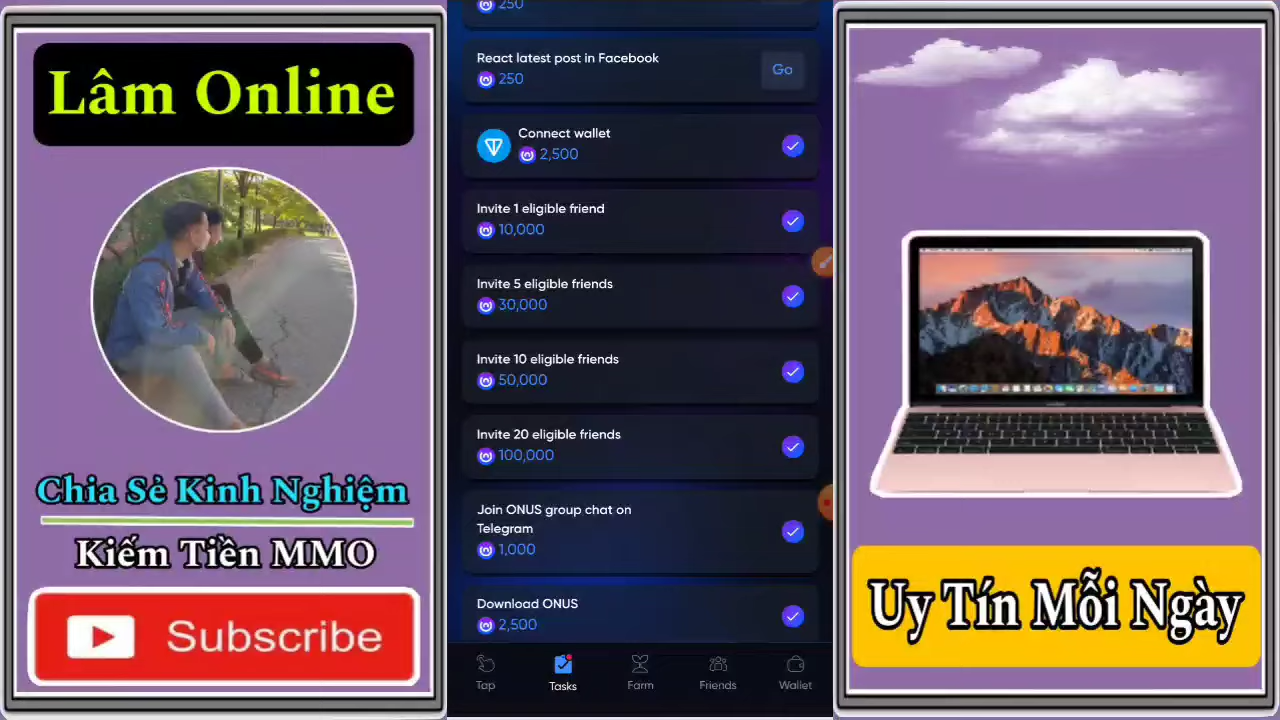 Lâm Online
Chia Sẻ Kinh Nghiệm
Kiếm Tiền MMO
Subscribe
250
React latest post in Facebook
250
Go
Connect wallet
2,500
Invite 1 eligible friend
10,000
Invite 5 eligible friends
30,000
Invite 10 eligible friends
50,000
Invite 20 eligible friends
100,000
Join ONUS group chat on
Telegram
1,000
Download ONUS
2,500
Tap
Tasks
Farm
Friends
Wallet
Uy Tín Mỗi Ngày